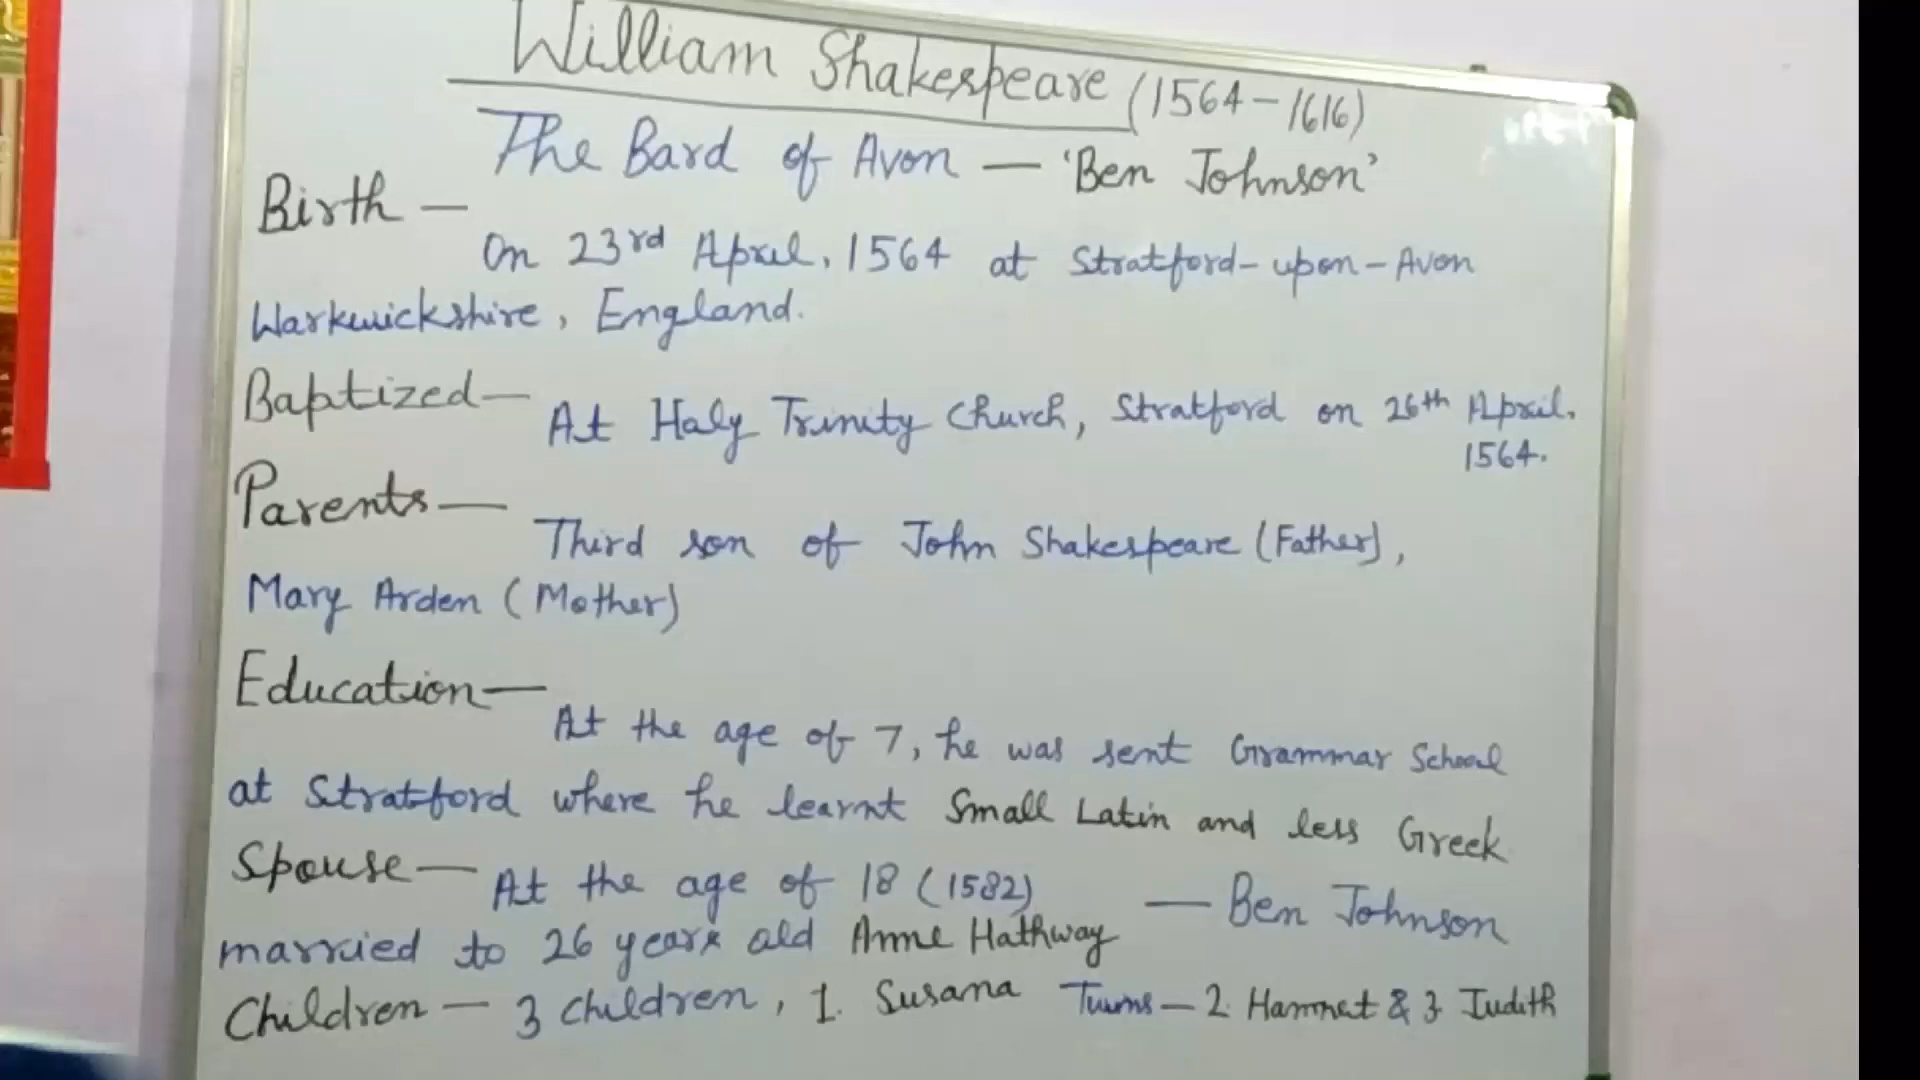 William Shakespeare (1564-1616)
The Bard of Avon — 'Ben Johnson'
Birth —
On 23rd April, 1564 at Stratford-upon-Avon
Warkwickshire, England.
Baptized —
At Haly Trinity Church, Stratford on 26th April.
1564.
Parents —
Third son of John Shakespeare (Father),
Mary Arden (Mother)
Education —
At the age of 7, he was sent Grammar School
at Stratford where he learnt Small Latin and less Greek
Spouse — At the age of 18 (1582)
— Ben Johnson
married to 26 years old Anne Hathway
Children — 3 children, 1. Susana Twins — 2. Hamnet & 3. Judith